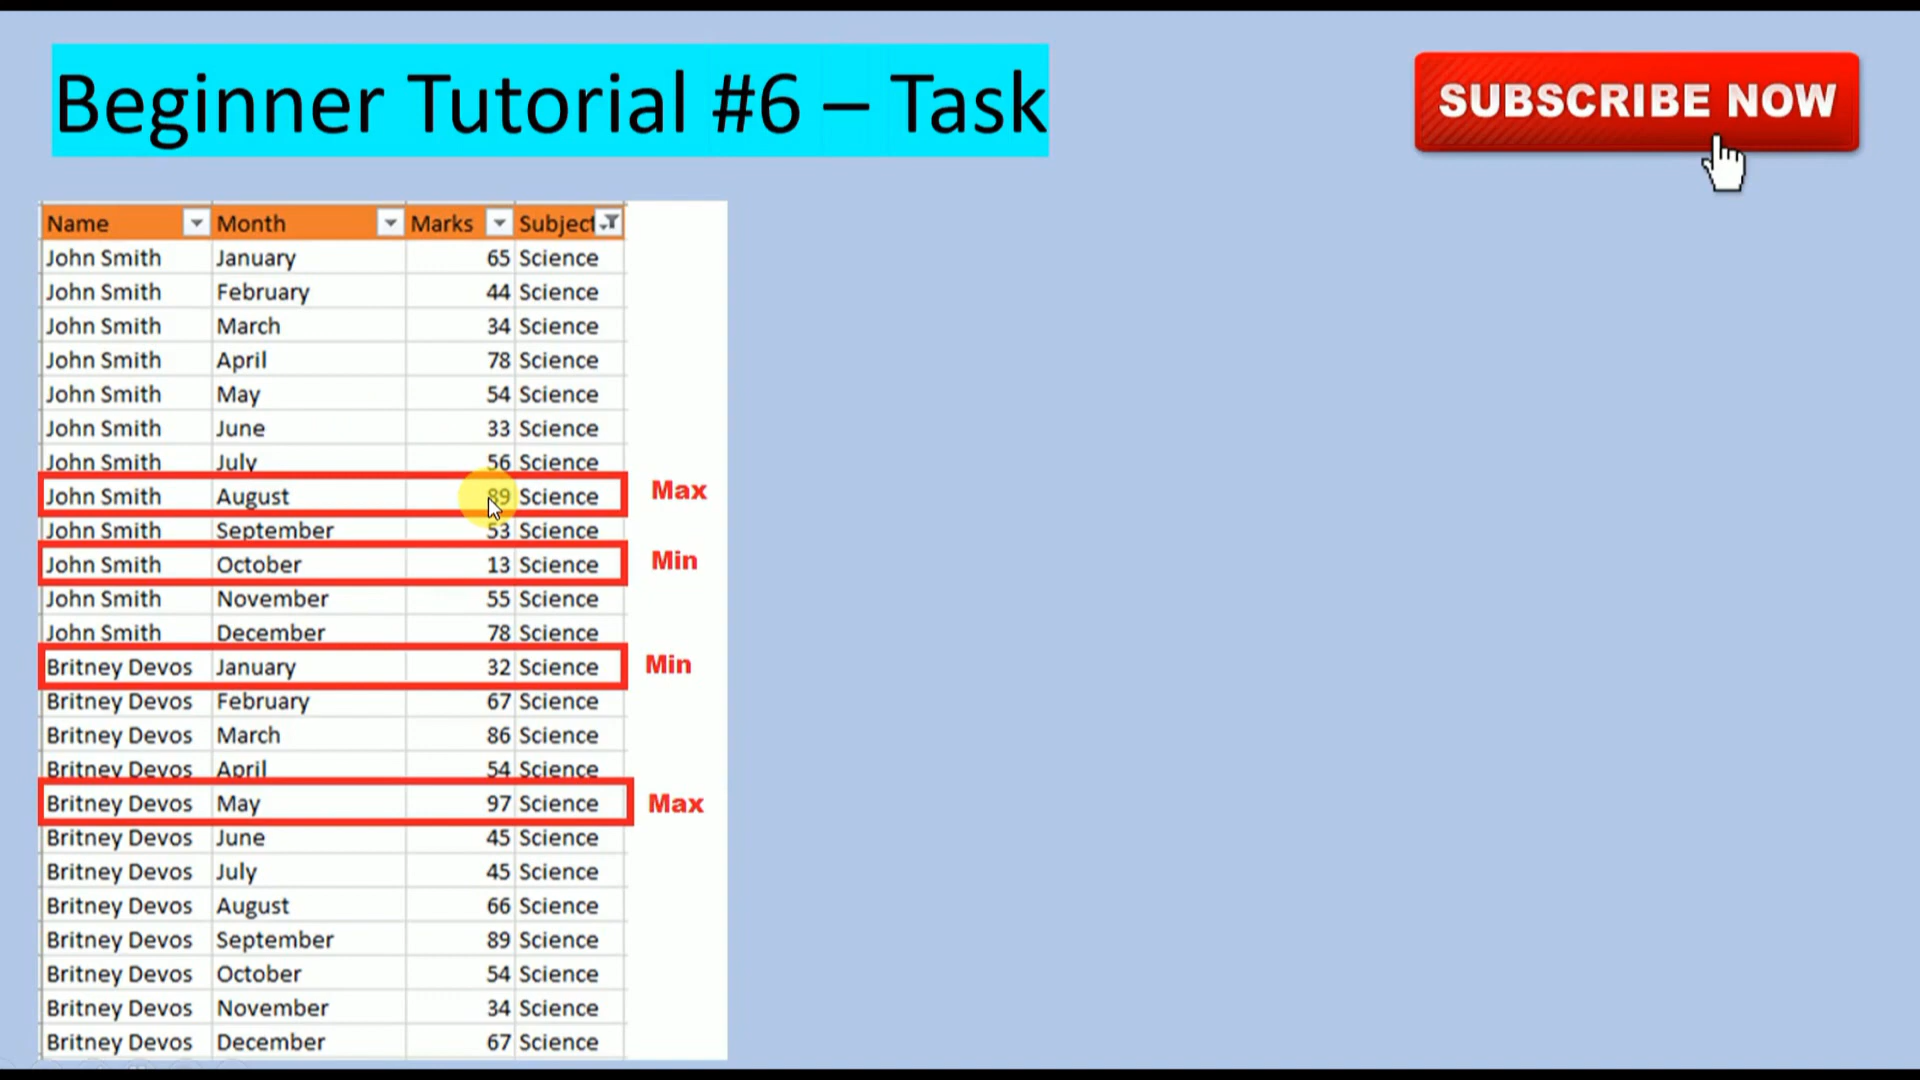 Beginner Tutorial #6 – Task
SUBSCRIBE NOW
Name Month Marks Subject
John Smith January 65 Science
John Smith February 44 Science
John Smith March 34 Science
John Smith April 78 Science
John Smith May 54 Science
John Smith June 33 Science
John Smith July 56 Science
John Smith August 89 Science Max
John Smith September 53 Science
John Smith October 13 Science Min
John Smith November 55 Science
John Smith December 78 Science
Britney Devos January 32 Science Min
Britney Devos February 67 Science
Britney Devos March 86 Science
Britney Devos April 54 Science
Britney Devos May 97 Science Max
Britney Devos June 45 Science
Britney Devos July 45 Science
Britney Devos August 66 Science
Britney Devos September 89 Science
Britney Devos October 54 Science
Britney Devos November 34 Science
Britney Devos December 67 Science